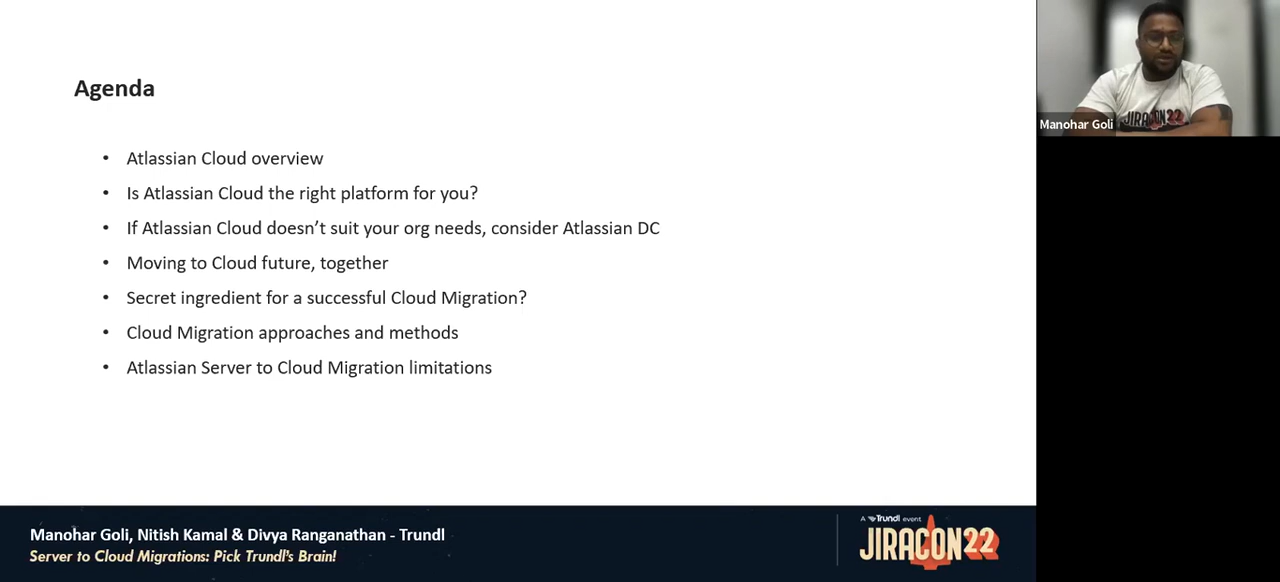 Agenda
• Atlassian Cloud overview
• Is Atlassian Cloud the right platform for you?
• If Atlassian Cloud doesn’t suit your org needs, consider Atlassian DC
• Moving to Cloud future, together
• Secret ingredient for a successful Cloud Migration?
• Cloud Migration approaches and methods
• Atlassian Server to Cloud Migration limitations
JIRACON22
Manohar Goli
Manohar Goli, Nitish Kamal & Divya Ranganathan - Trundl
Server to Cloud Migrations: Pick Trundl's Brain!
A Trundl event
JIRACON22